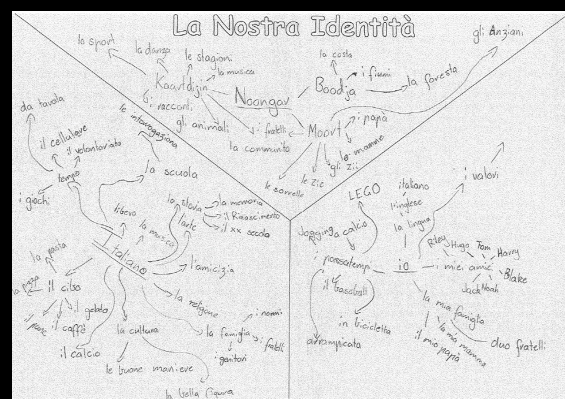 La Nostra Identità
lo sport
la danza
le stagioni
la musica
Kaartdijin
i racconti
gli animali
Noongar
la costa
i fiumi
Boodja
la foresta
gli Anziani
Moort
i papà
le mamme
gli zii
le zie
le sorelle
i fratelli
la communito
da tavola
il cellulare
il volontariato
tempo
libero
i giochi
le interrogazione
la scuola
la storia
la memoria
il Rinascimento
il xx secolo
l'arte
la musica
Italiano
l'amicizia
la religione
la famiglia
i nonni
i fratelli
i genitori
la cultura
le buone maniere
la bella figura
il calcio
il cibo
la pasta
la pizza
il pane
il caffè
il gelato
LEGO
Jogging
a calcio
i passatempi
il baseball
in bicicletta
arrampicata
io
italiano
l'inglese
la lingua
i valori
miei amici
Riley
Hugo
Tom
Harry
Blake
Noah
Jack
la mia famiglia
la mia mamma
il mio papà
due fratelli